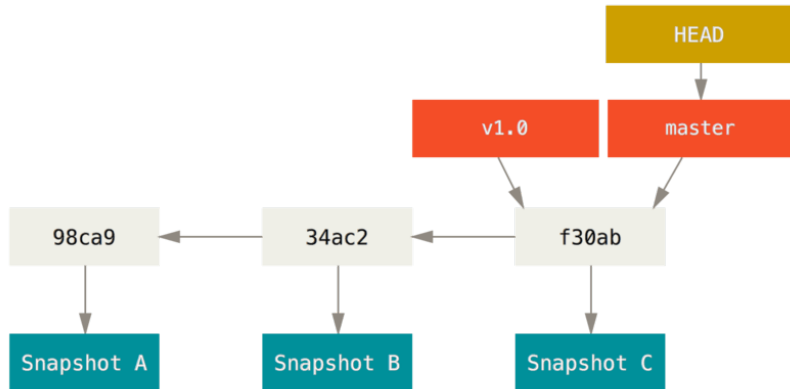 HEAD
v1.0
master
98ca9
34ac2
f30ab
Snapshot A
Snapshot B
Snapshot C